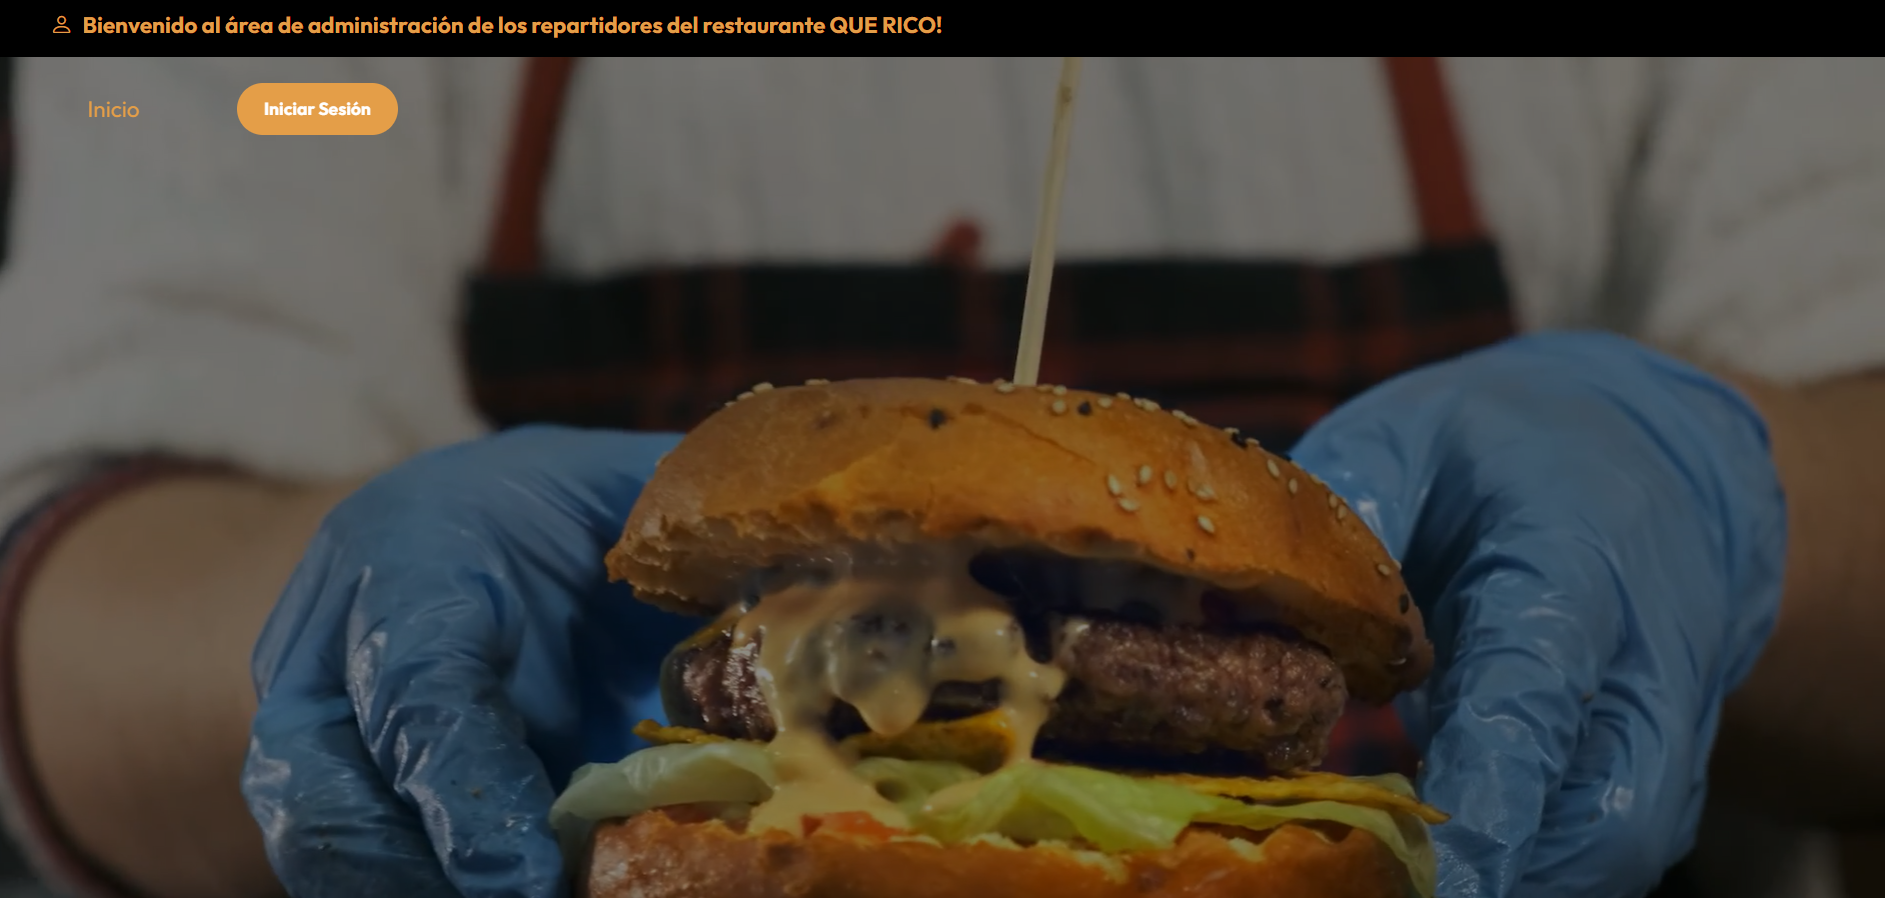 Bienvenido al área de administración de los repartidores del restaurante QUE RICO!
Inicio
Iniciar Sesión